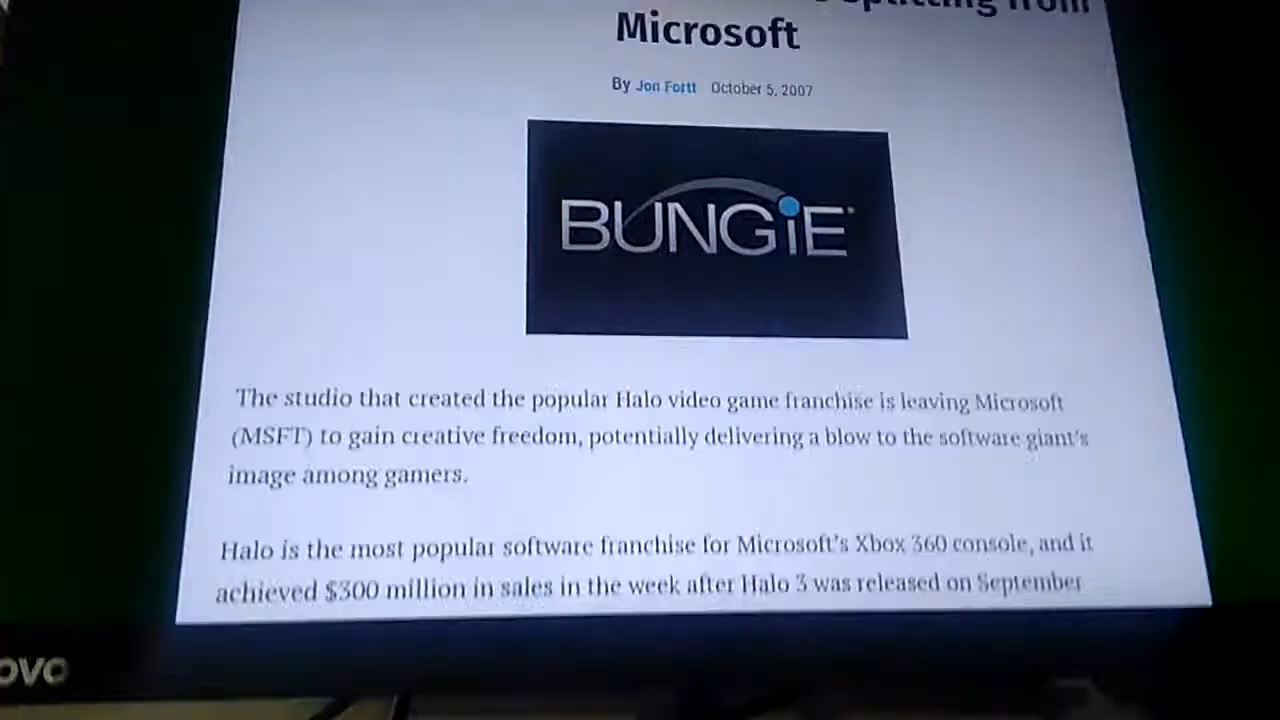 Splitting from
Microsoft
By Jon Fortt October 5, 2007
BUNGiE
The studio that created the popular Halo video game franchise is leaving Microsoft
(MSFT) to gain creative freedom, potentially delivering a blow to the software giant's
image among gamers.
Halo is the most popular software franchise for Microsoft's Xbox 360 console, and it
achieved $300 million in sales in the week after Halo 3 was released on September
ovo